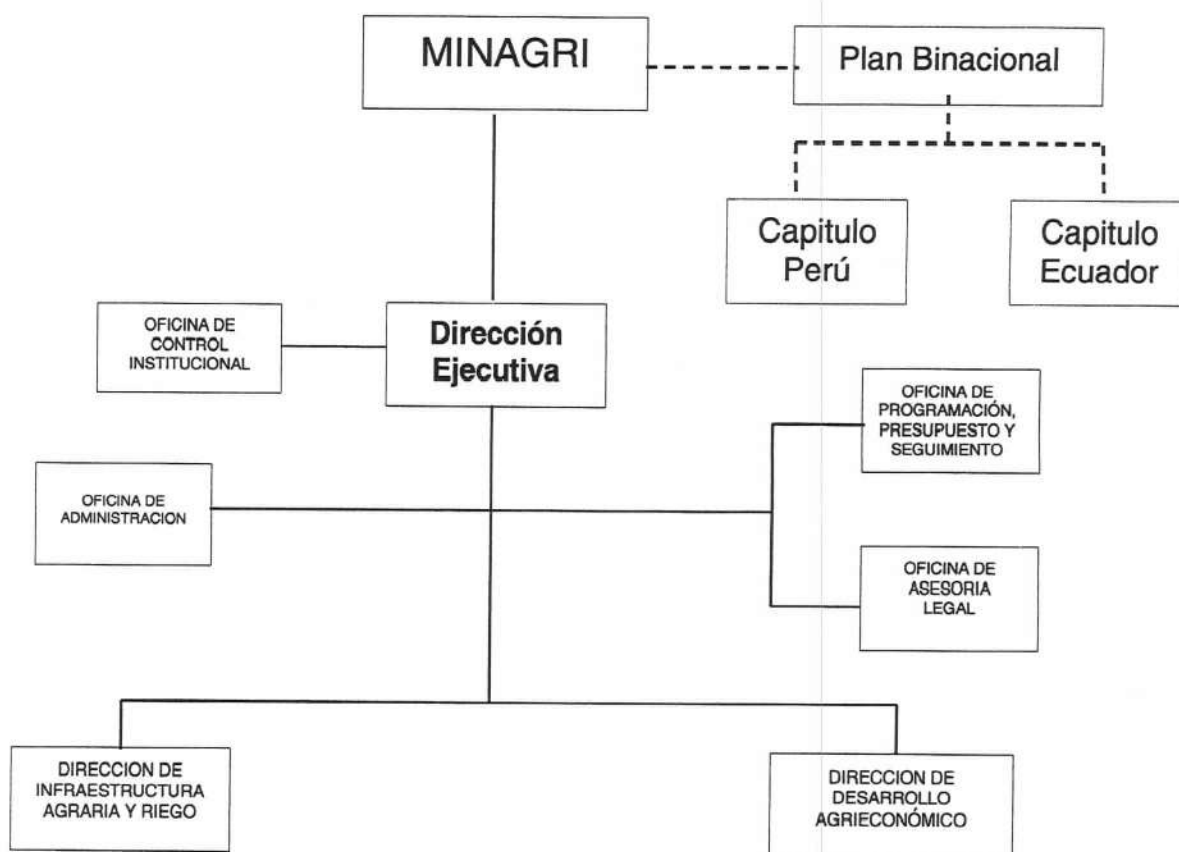 MINAGRI
Plan Binacional
Capitulo
Perú
Capitulo
Ecuador
OFICINA DE
CONTROL
INSTITUCIONAL
Dirección
Ejecutiva
OFICINA DE
PROGRAMACIÓN,
PRESUPUESTO Y
SEGUIMIENTO
OFICINA DE
ADMINISTRACION
OFICINA DE
ASESORIA
LEGAL
DIRECCION DE
INFRAESTRUCTURA
AGRARIA Y RIEGO
DIRECCION DE
DESARROLLO
AGRIECONÓMICO